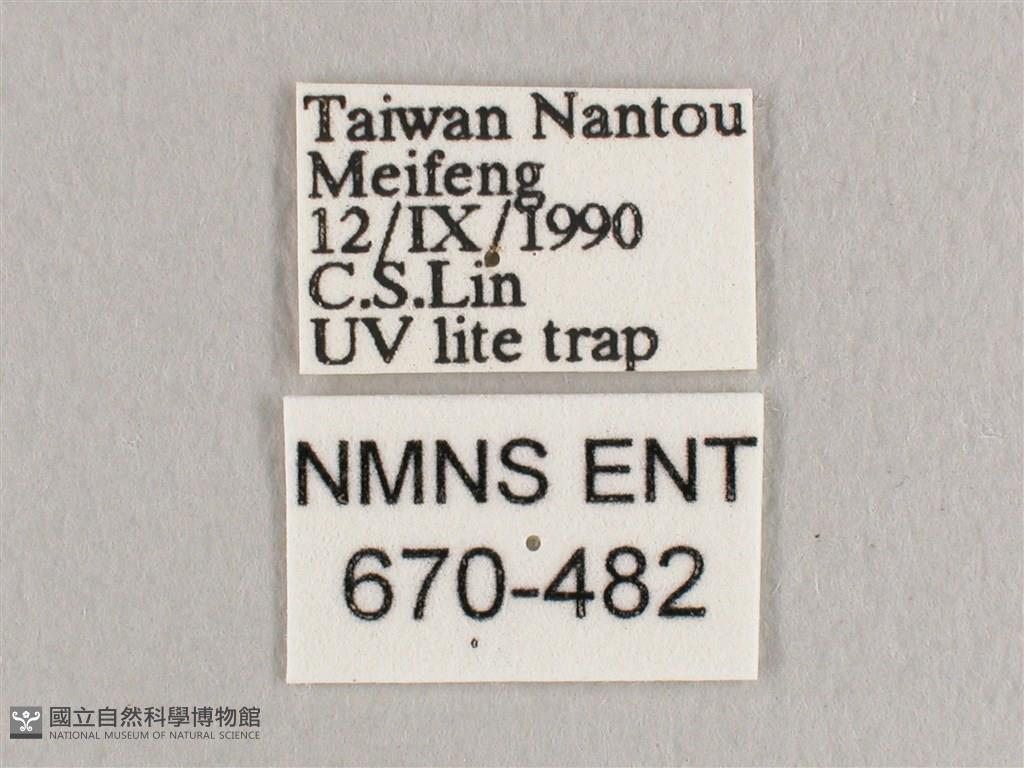 Taiwan Nantou
Meifeng
12/IX/1990
C.S.Lin
UV lite trap
NMNS ENT
670-482
國立自然科學博物館
NATIONAL MUSEUM OF NATURAL SCIENCE